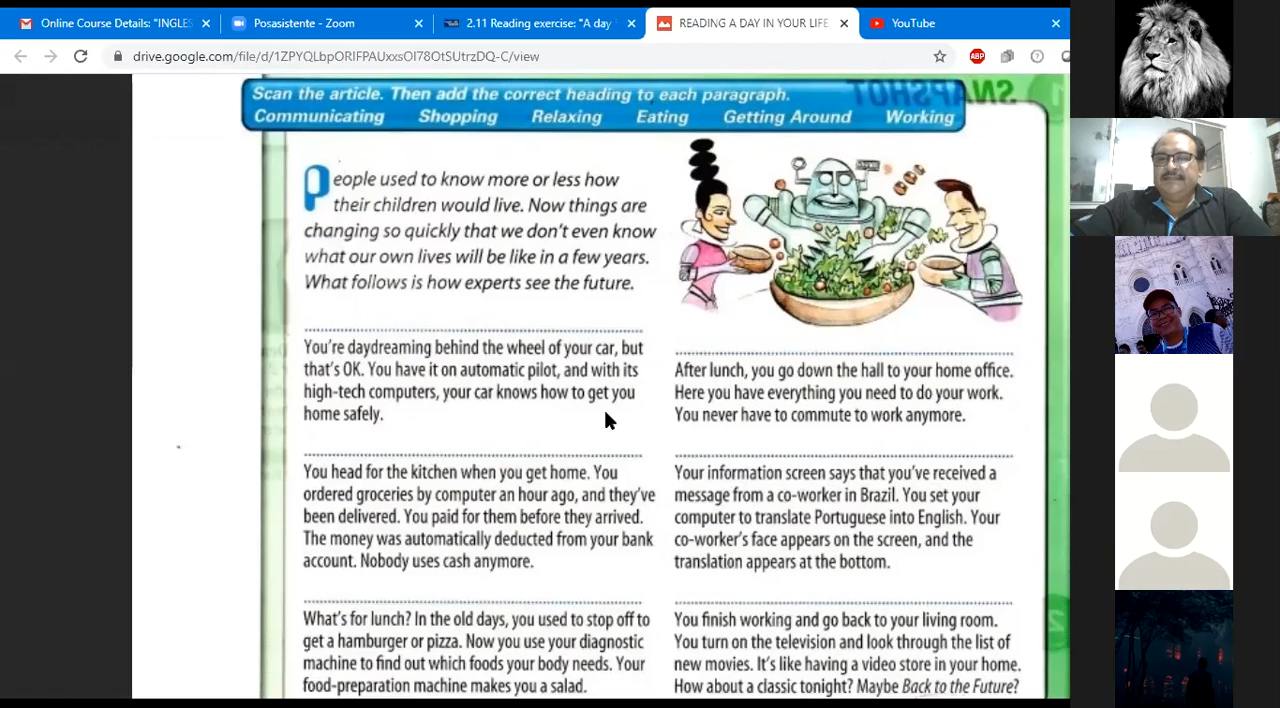 Online Course Details: "INGLES
Posasistente - Zoom
2.11 Reading exercise: "A day
READING A DAY IN YOUR LIFE
YouTube
drive.google.com/file/d/1ZPYQLbpORIFPAUxxsOI78OtSUtrzDQ-C/view
ABP
SNAPSHOT
1
Scan the article. Then add the correct heading to each paragraph.
Communicating Shopping Relaxing Eating Getting Around Working
People used to know more or less how
their children would live. Now things are
changing so quickly that we don't even know
what our own lives will be like in a few years.
What follows is how experts see the future.
You're daydreaming behind the wheel of your car, but
that's OK. You have it on automatic pilot, and with its
high-tech computers, your car knows how to get you
home safely.
You head for the kitchen when you get home. You
ordered groceries by computer an hour ago, and they've
been delivered. You paid for them before they arrived.
The money was automatically deducted from your bank
account. Nobody uses cash anymore.
What's for lunch? In the old days, you used to stop off to
get a hamburger or pizza. Now you use your diagnostic
machine to find out which foods your body needs. Your
food-preparation machine makes you a salad.
After lunch, you go down the hall to your home office.
Here you have everything you need to do your work.
You never have to commute to work anymore.
Your information screen says that you've received a
message from a co-worker in Brazil. You set your
computer to translate Portuguese into English. Your
co-worker's face appears on the screen, and the
translation appears at the bottom.
You finish working and go back to your living room.
You turn on the television and look through the list of
new movies. It's like having a video store in your home.
How about a classic tonight? Maybe Back to the Future?
2